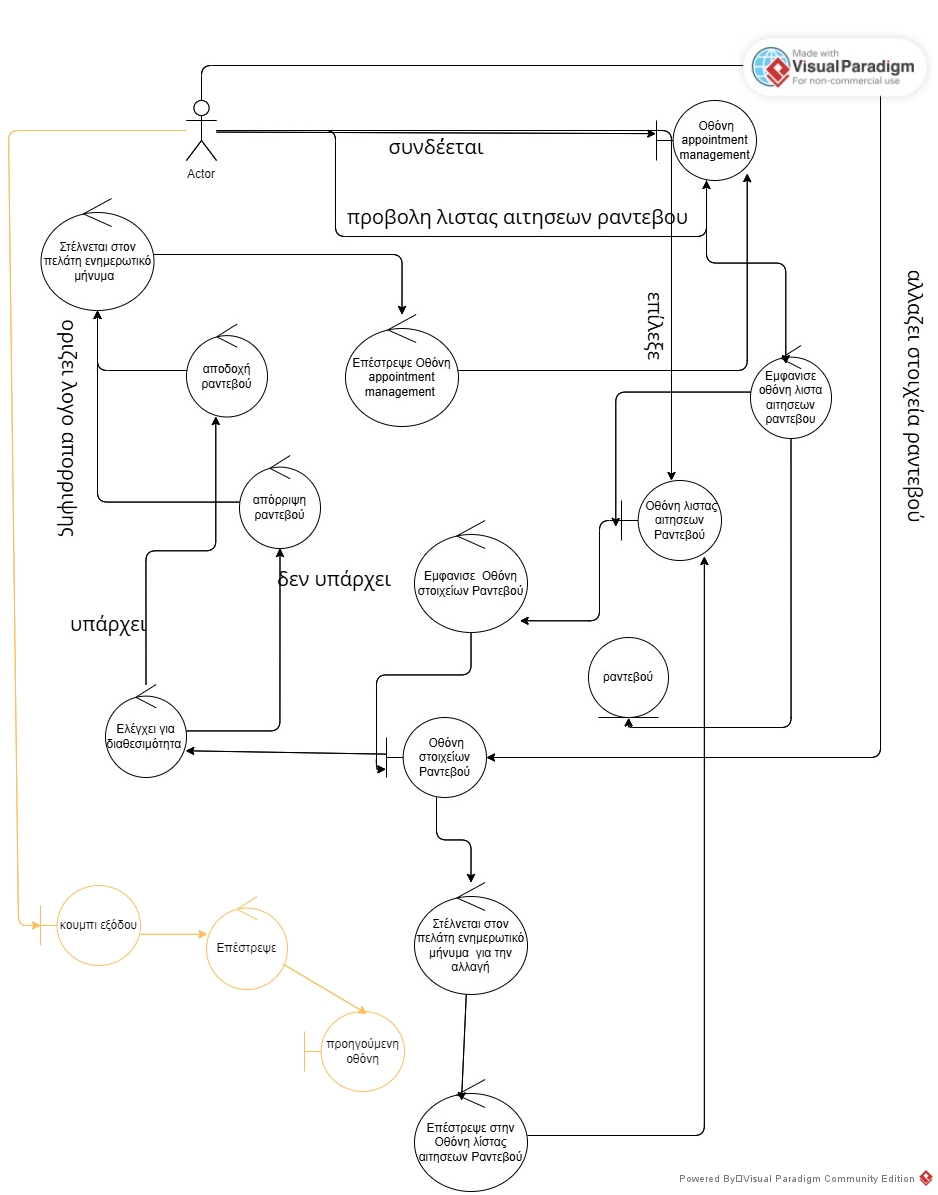 Made with
Visual Paradigm
For non-commercial use
Actor
συνδέεται
Οθόνη
appointment
management
προβολη λιστας αιτησεων ραντεβου
Στέλνεται στον
πελάτη ενημερωτικό
μήνυμα
επίλεξε
αλλαζει στοιχεία ραντεβού
οριζει λογο απορριψης
αποδοχή
ραντεβού
Επέστρεψε Οθόνη
appointment
management
Εμφανισε
οθόνη λιστα
αιτησεων
ραντεβου
απόρριψη
ραντεβού
Οθόνη λιστας
αιτησεων
Ραντεβού
δεν υπάρχει
Εμφανισε Οθόνη
στοιχείων Ραντεβού
υπάρχει
ραντεβού
Ελέγχει για
διαθεσιμότητα
Οθόνη
στοιχείων
Ραντεβού
κουμπι εξόδου
Επέστρεψε
Στέλνεται στον
πελάτη ενημερωτικό
μήνυμα για την
αλλαγή
προηγούμενη
οθόνη
Επέστρεψε στην
Οθόνη λίστας
αιτησεων Ραντεβού
Powered By□Visual Paradigm Community Edition